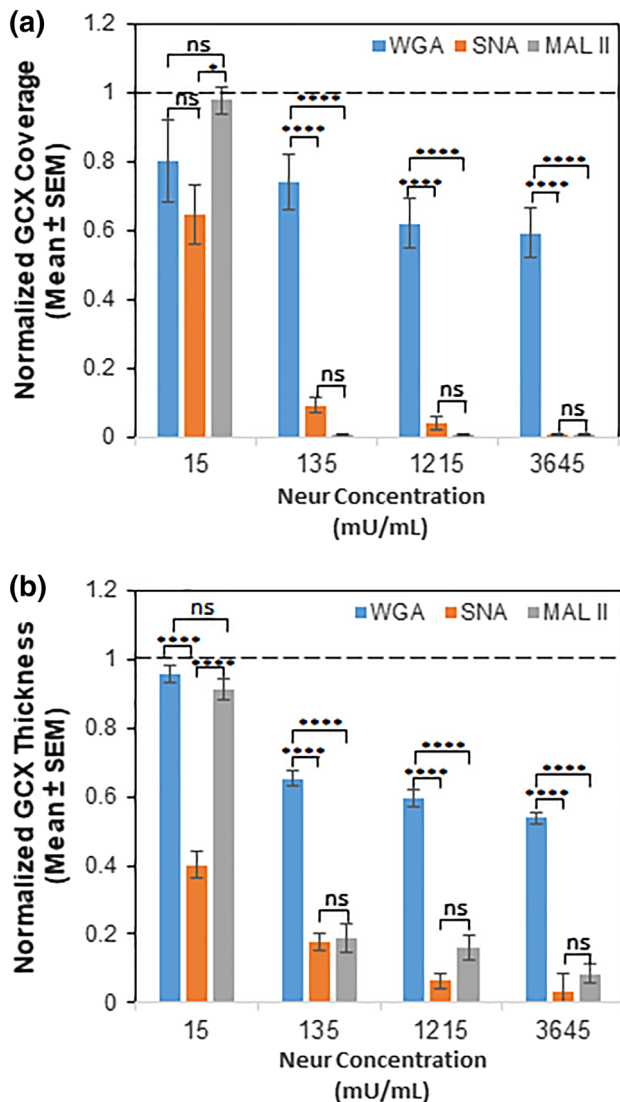 (a)
1.2
WGA SNA MAL II
ns
*
1
ns
****
****
****
****
****
****
0.8
0.6
0.4
0.2
ns
ns
ns
0
15 135 1215 3645
Normalized GCX Coverage
(Mean ± SEM)
Neur Concentration
(mU/mL)
(b)
1.2
WGA SNA MAL II
ns
****
****
1
****
****
****
****
****
****
0.8
0.6
0.4
0.2
ns
ns
ns
0
15 135 1215 3645
Normalized GCX Thickness
(Mean ± SEM)
Neur Concentration
(mU/mL)